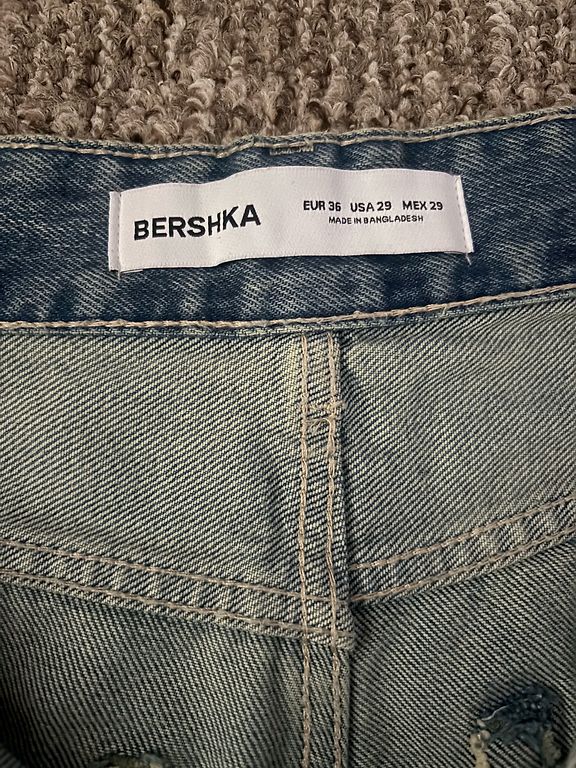 BERSHKA
EUR 36 USA 29 MEX 29
MADE IN BANGLADESH